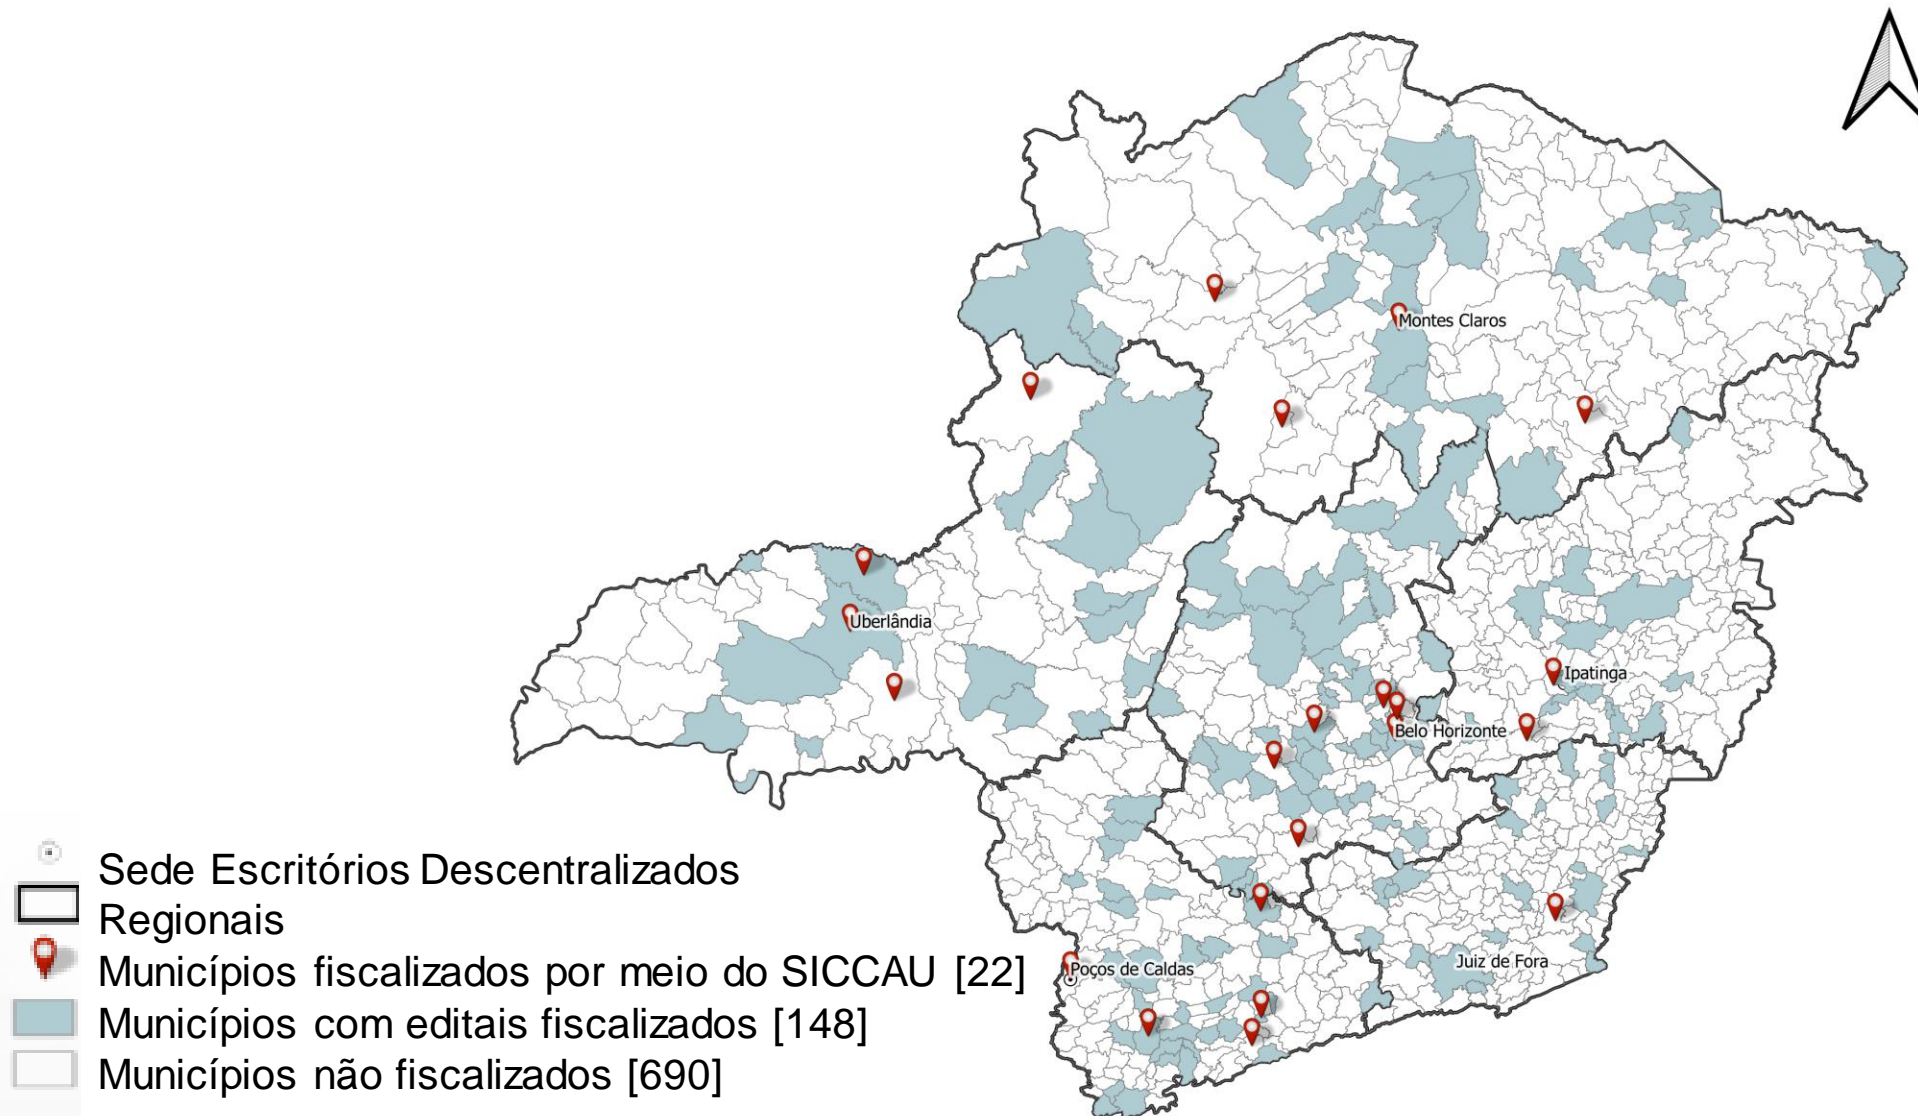 Montes Claros
Uberlândia
Ipatinga
Belo Horizonte
Juiz de Fora
Poços de Caldas
Sede Escritórios Descentralizados
Regionais
Municípios fiscalizados por meio do SICCAU [22]
Municípios com editais fiscalizados [148]
Municípios não fiscalizados [690]